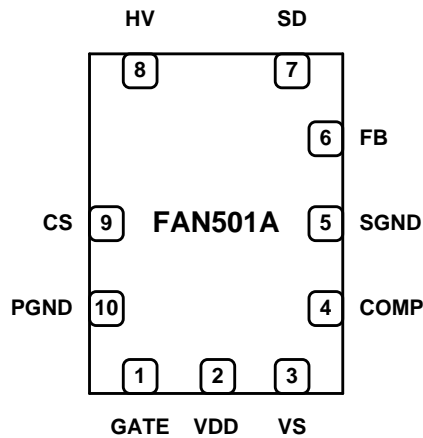 HV SD
8 7
6 FB
CS 9 FAN501A 5 SGND
PGND 10 4 COMP
1 2 3
GATE VDD VS